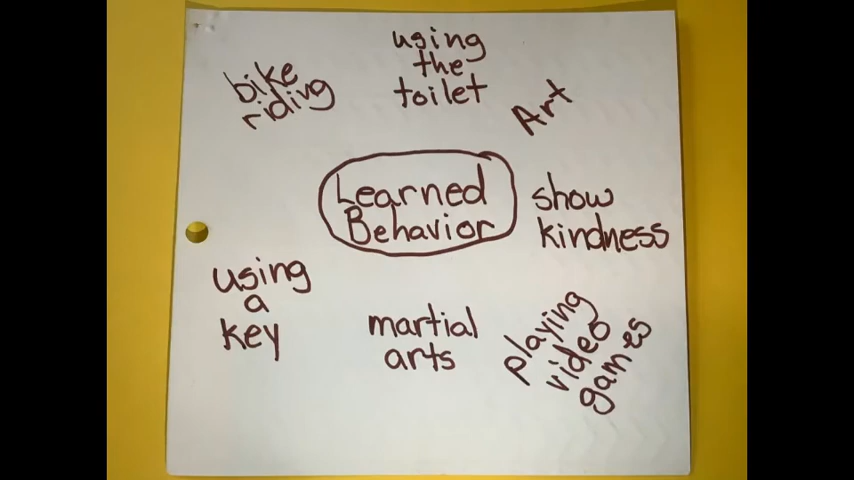 using
the
toilet
bike
riding
Art
Learned
Behavior
show
kindness
using
a
key
martial
arts
playing
video
games